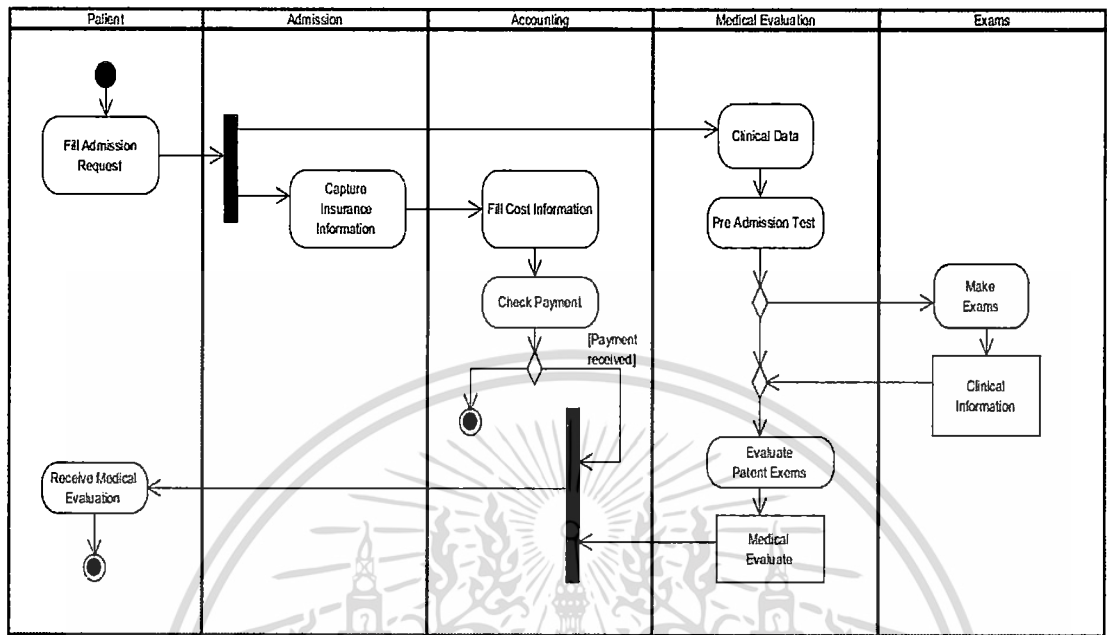 Patient
Admission
Accounting
Medical Evaluation
Exams
Fill Admission
Request
Capture
Insurance
Information
Fill Cost Information
Check Payment
[Payment
received]
Clinical Data
Pre Admission Test
Make
Exams
Clinical
Information
Evaluate
Patent Exems
Medical
Evaluate
Receive Medical
Evaluation